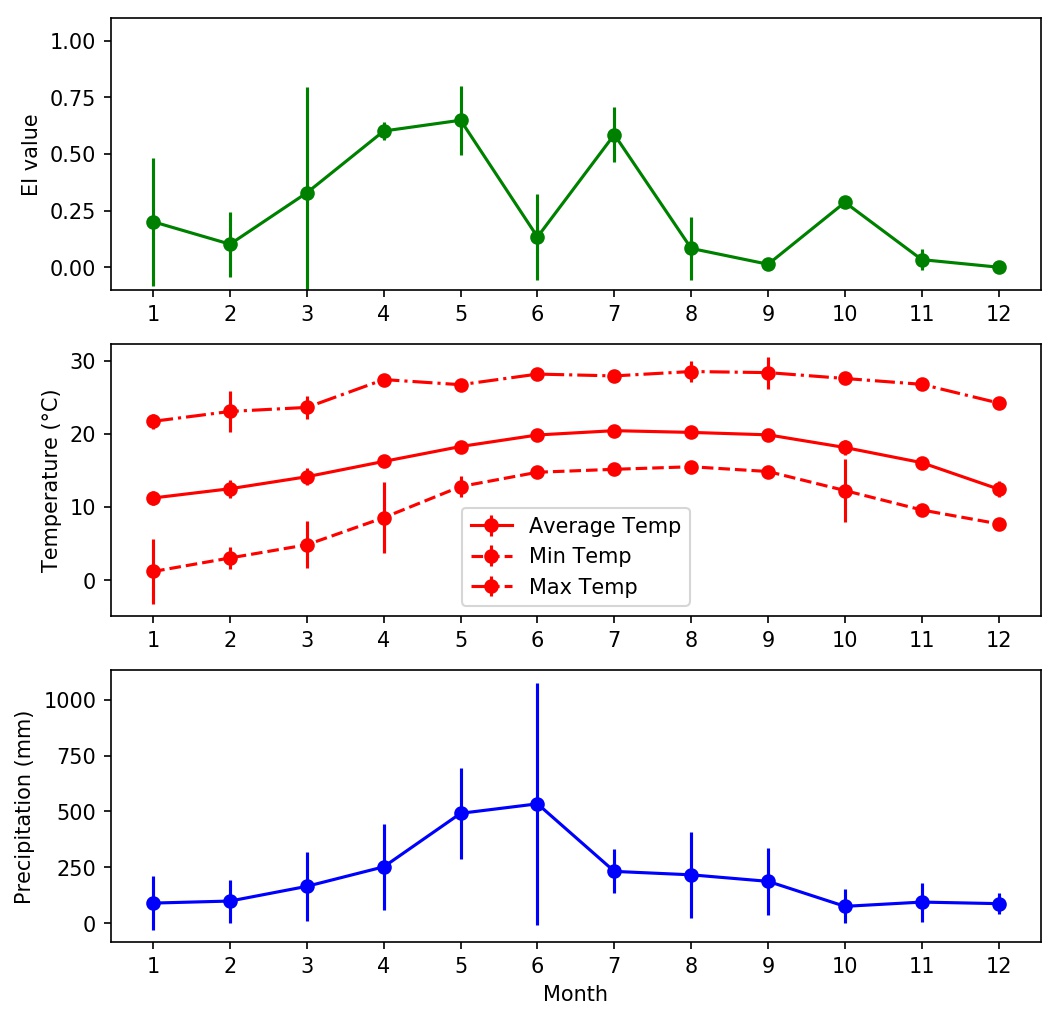 EI value
1.00
0.75
0.50
0.25
0.00
1 2 3 4 5 6 7 8 9 10 11 12
Temperature (°C)
30
20
10
0
Average Temp
Min Temp
Max Temp
1 2 3 4 5 6 7 8 9 10 11 12
Precipitation (mm)
1000
750
500
250
0
1 2 3 4 5 6 7 8 9 10 11 12
Month